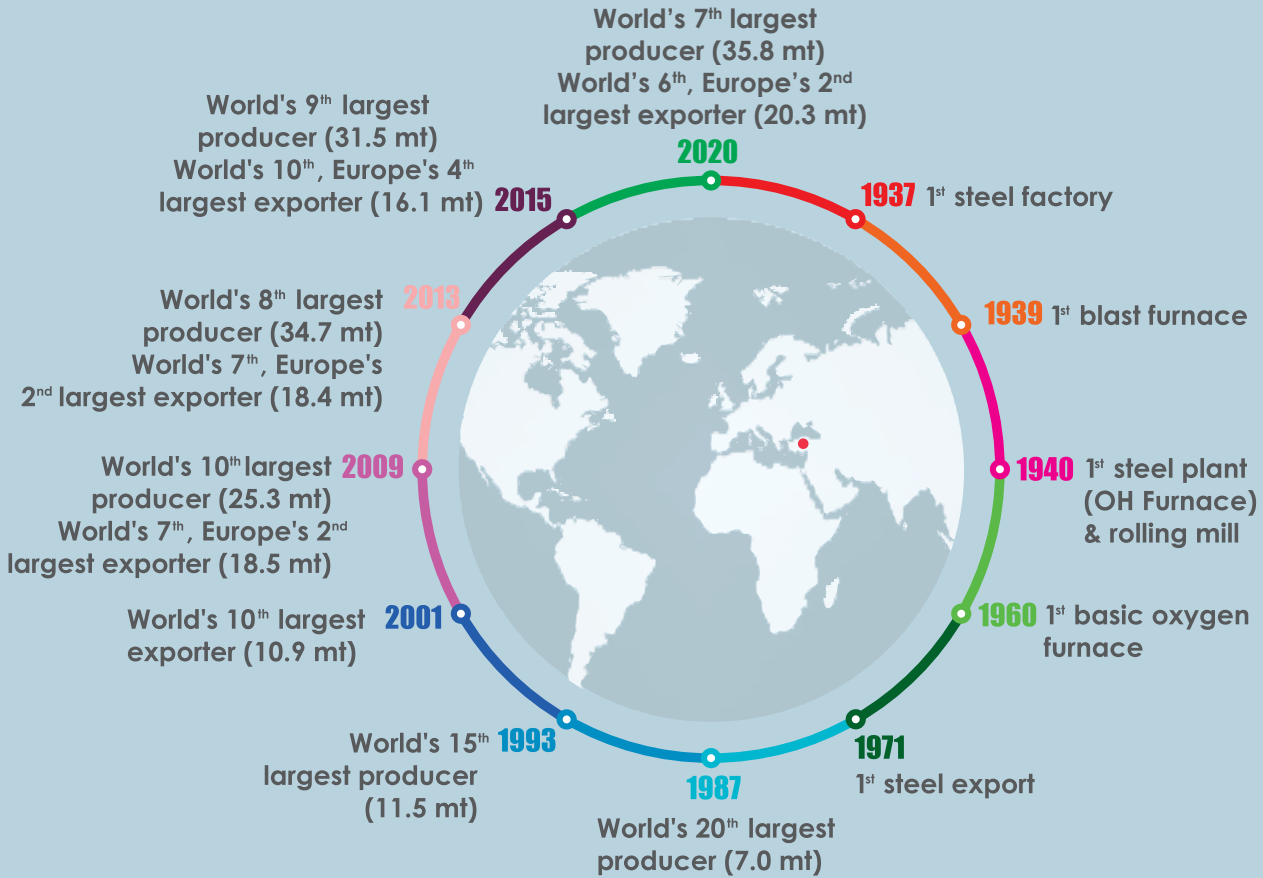 World’s 7th largest
producer (35.8 mt)
World’s 6th, Europe’s 2nd
largest exporter (20.3 mt)
2020
1937 1st steel factory
1939 1st blast furnace
1940 1st steel plant
(OH Furnace)
& rolling mill
1960 1st basic oxygen
furnace
1971
1st steel export
1987
World's 20th largest
producer (7.0 mt)
World's 15th 1993
largest producer
(11.5 mt)
World's 10th largest 2001
exporter (10.9 mt)
World's 10th largest 2009
producer (25.3 mt)
World's 7th, Europe's 2nd
largest exporter (18.5 mt)
World's 8th largest 2013
producer (34.7 mt)
World's 7th, Europe's
2nd largest exporter (18.4 mt)
World's 9th largest
producer (31.5 mt)
World's 10th, Europe's 4th
largest exporter (16.1 mt) 2015